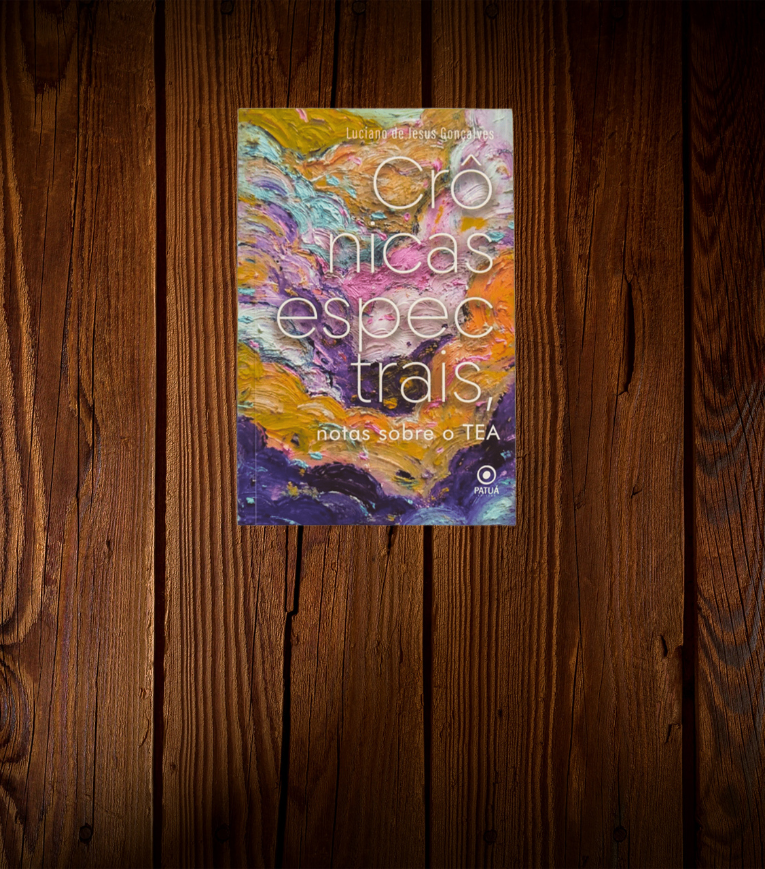 Luciano de Jesus Gonçalves
Crô
nicas
espec
trais,
notas sobre o TEA
PATUÁ